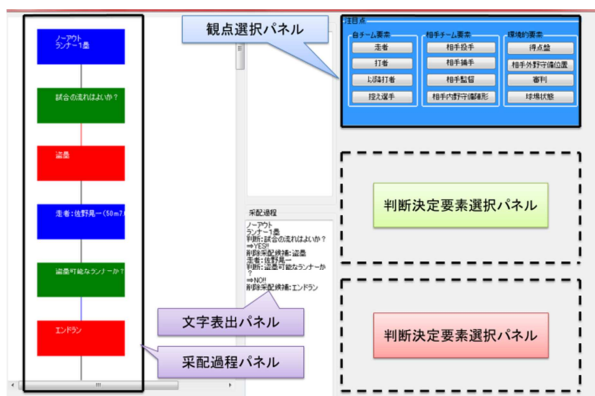 観点選択パネル
注目点
自チーム要素
走者
打者
以降打者
控え選手
相手チーム要素
相手投手
相手捕手
相手監督
相手内野守備陣形
環境的要素
得点盤
相手外野守備位置
審判
球場状態
ノーアウト
ランナー1塁
試合の流れはよいか?
盗塁
走者:佐野晃一(50m7.
盗塁可能なランナーか?
エンドラン
采配過程
ノーアウト
ランナー1塁
判断:試合の流れはよいか?
⇒YES!!
削除采配候補:盗塁
走者:佐野晃一
判断:盗塁可能なランナーか
?
⇒NO!!
削除采配候補:エンドラン
文字表出パネル
采配過程パネル
判断決定要素選択パネル
判断決定要素選択パネル